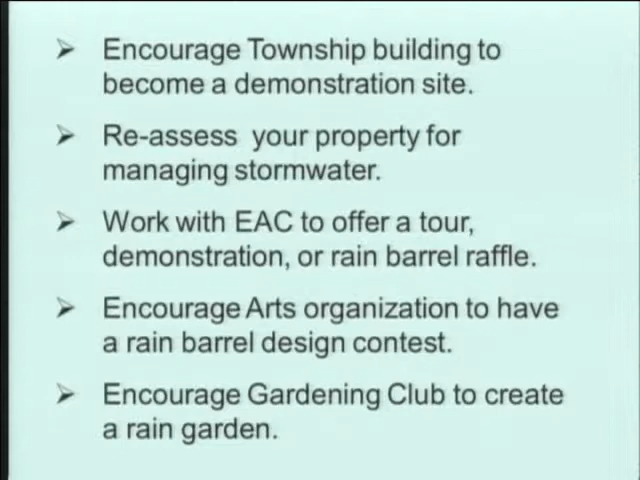 ➢ Encourage Township building to
become a demonstration site.
➢ Re-assess your property for
managing stormwater.
➢ Work with EAC to offer a tour,
demonstration, or rain barrel raffle.
➢ Encourage Arts organization to have
a rain barrel design contest.
➢ Encourage Gardening Club to create
a rain garden.